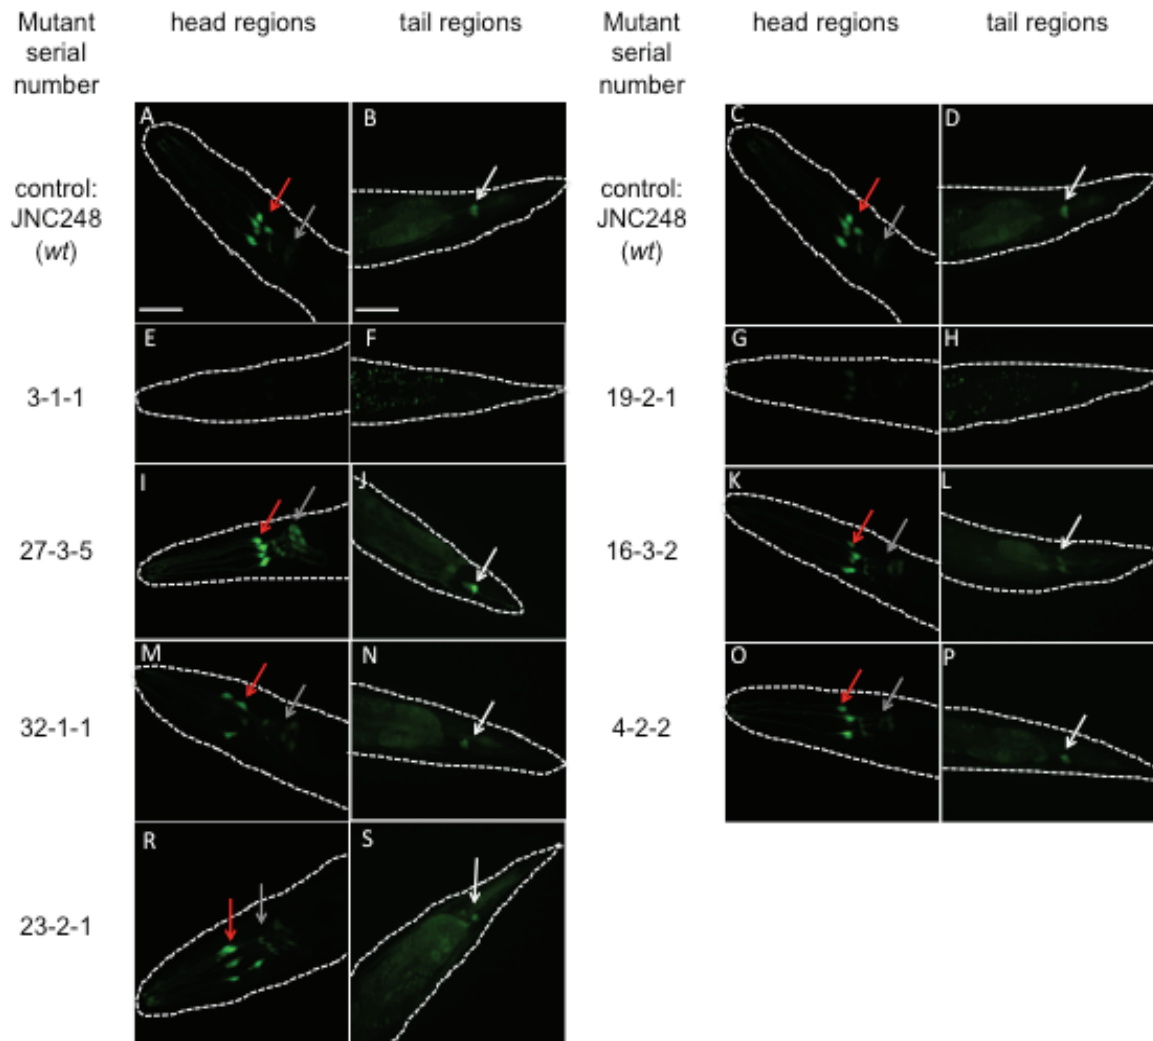 Mutant serial number head regions tail regions Mutant serial number head regions tail regions
control: JNC248 (wt) A B control: JNC248 (wt) C D
3-1-1 E F 19-2-1 G H
27-3-5 I J 16-3-2 K L
32-1-1 M N 4-2-2 O P
23-2-1 R S